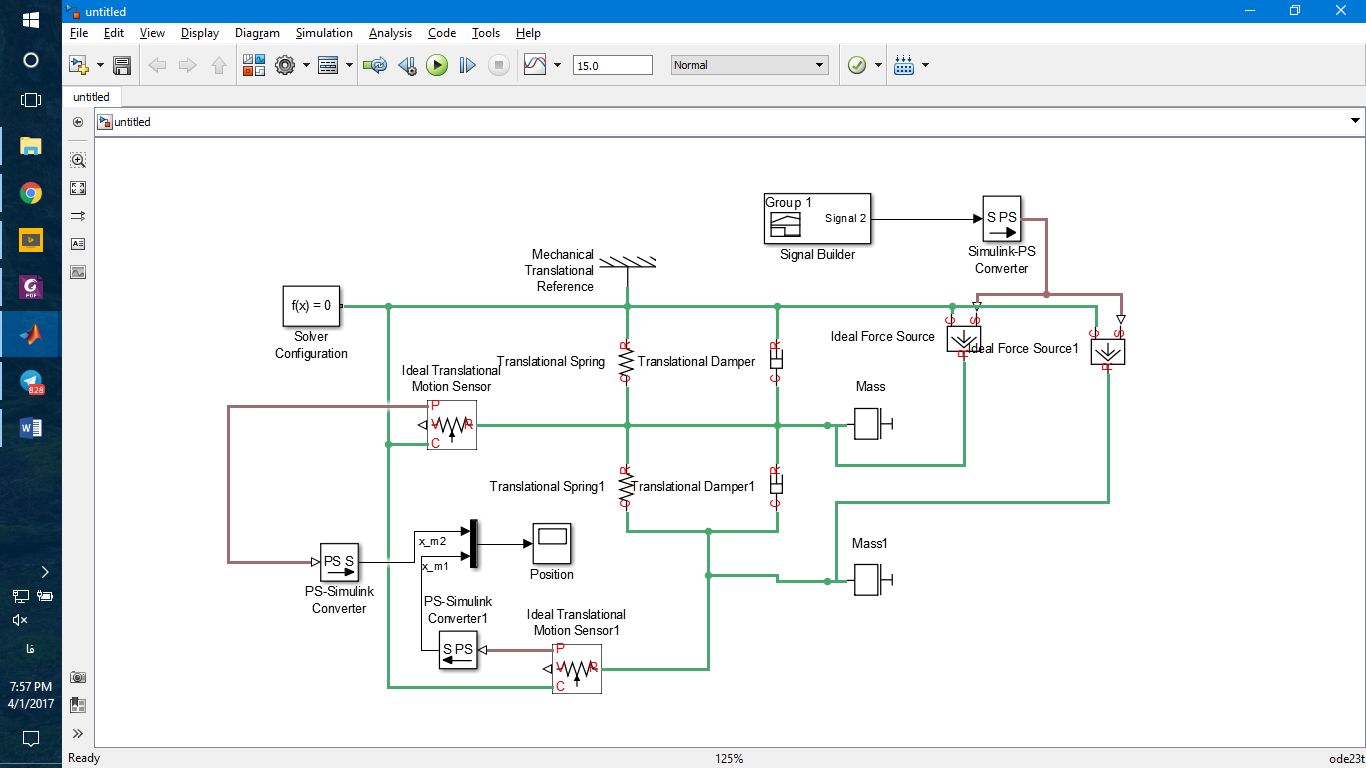 untitled
File Edit View Display Diagram Simulation Analysis Code Tools Help
15.0
Normal
untitled
untitled
Group 1
Signal 2
Signal Builder
S PS
Simulink-PS
Converter
Mechanical
Translational
Reference
f(x) = 0
Solver
Configuration
C
S
Ideal Force Source
R
C
S
Ideal Force Source1
R
R
Translational Spring
C
R
Translational Damper
C
Ideal Translational
Motion Sensor
P
V
R
C
Mass
R
Translational Spring1
C
R
Translational Damper1
C
x_m2
x_m1
Position
Mass1
PS S
PS-Simulink
Converter
PS-Simulink
Converter1
S PS
Ideal Translational
Motion Sensor1
P
V
R
C
A
828
PDF
W
فا
7:57 PM
4/1/2017
Ready
125%
ode23t